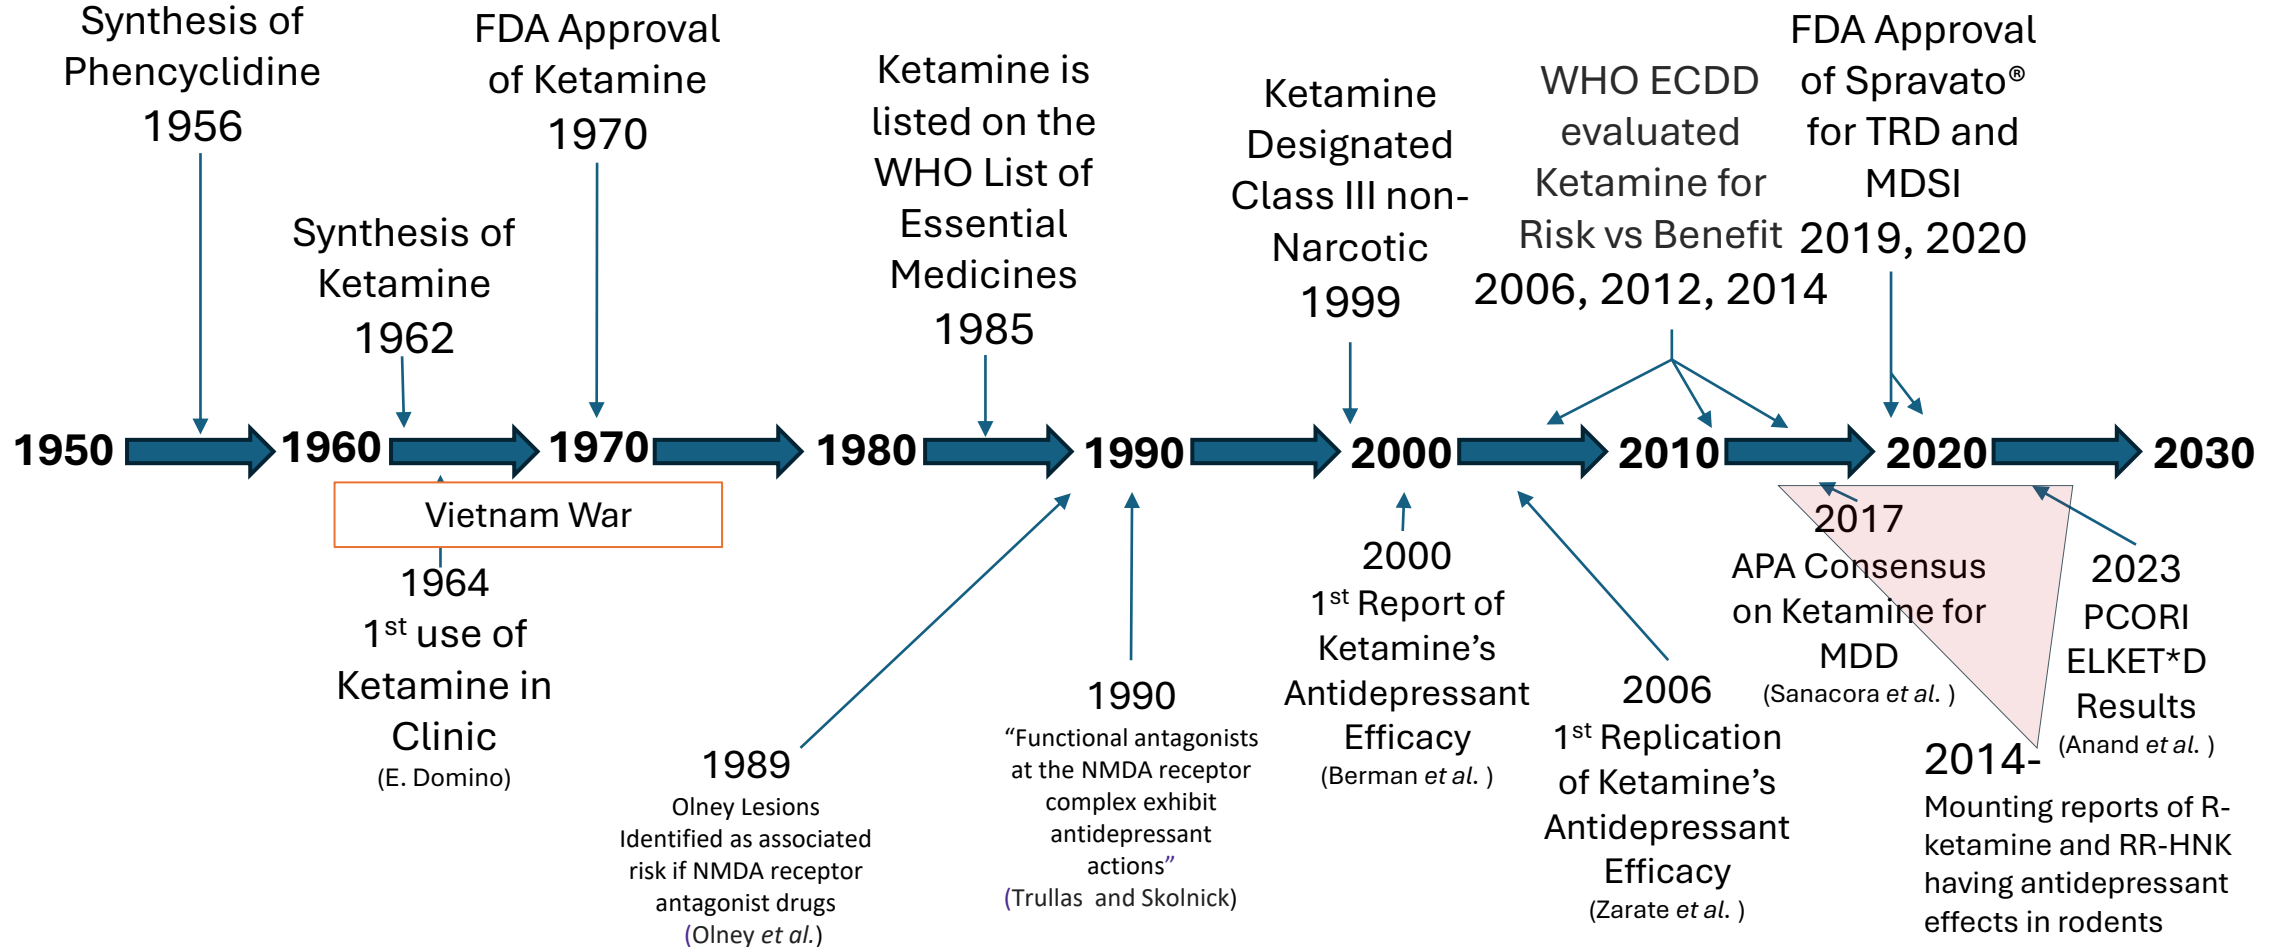 Synthesis of
Phencyclidine
1956
Synthesis of
Ketamine
1962
FDA Approval
of Ketamine
1970
Ketamine is
listed on the
WHO List of
Essential
Medicines
1985
Ketamine
Designated
Class III non-
Narcotic
1999
WHO ECDD
evaluated
Ketamine for
Risk vs Benefit
2006, 2012, 2014
FDA Approval
of Spravato®
for TRD and
MDSI
2019, 2020
1950 1960 1970 1980 1990 2000 2010 2020 2030
Vietnam War
1964
1st use of
Ketamine in
Clinic
(E. Domino)
1989
Olney Lesions
Identified as associated
risk if NMDA receptor
antagonist drugs
(Olney et al.)
1990
“Functional antagonists
at the NMDA receptor
complex exhibit
antidepressant
actions”
(Trullas and Skolnick)
2000
1st Report of
Ketamine’s
Antidepressant
Efficacy
(Berman et al. )
2006
1st Replication
of Ketamine’s
Antidepressant
Efficacy
(Zarate et al. )
2017
APA Consensus
on Ketamine for
MDD
(Sanacora et al. )
2023
PCORI
ELKET*D
Results
(Anand et al. )
2014-
Mounting reports of R-
ketamine and RR-HNK
having antidepressant
effects in rodents